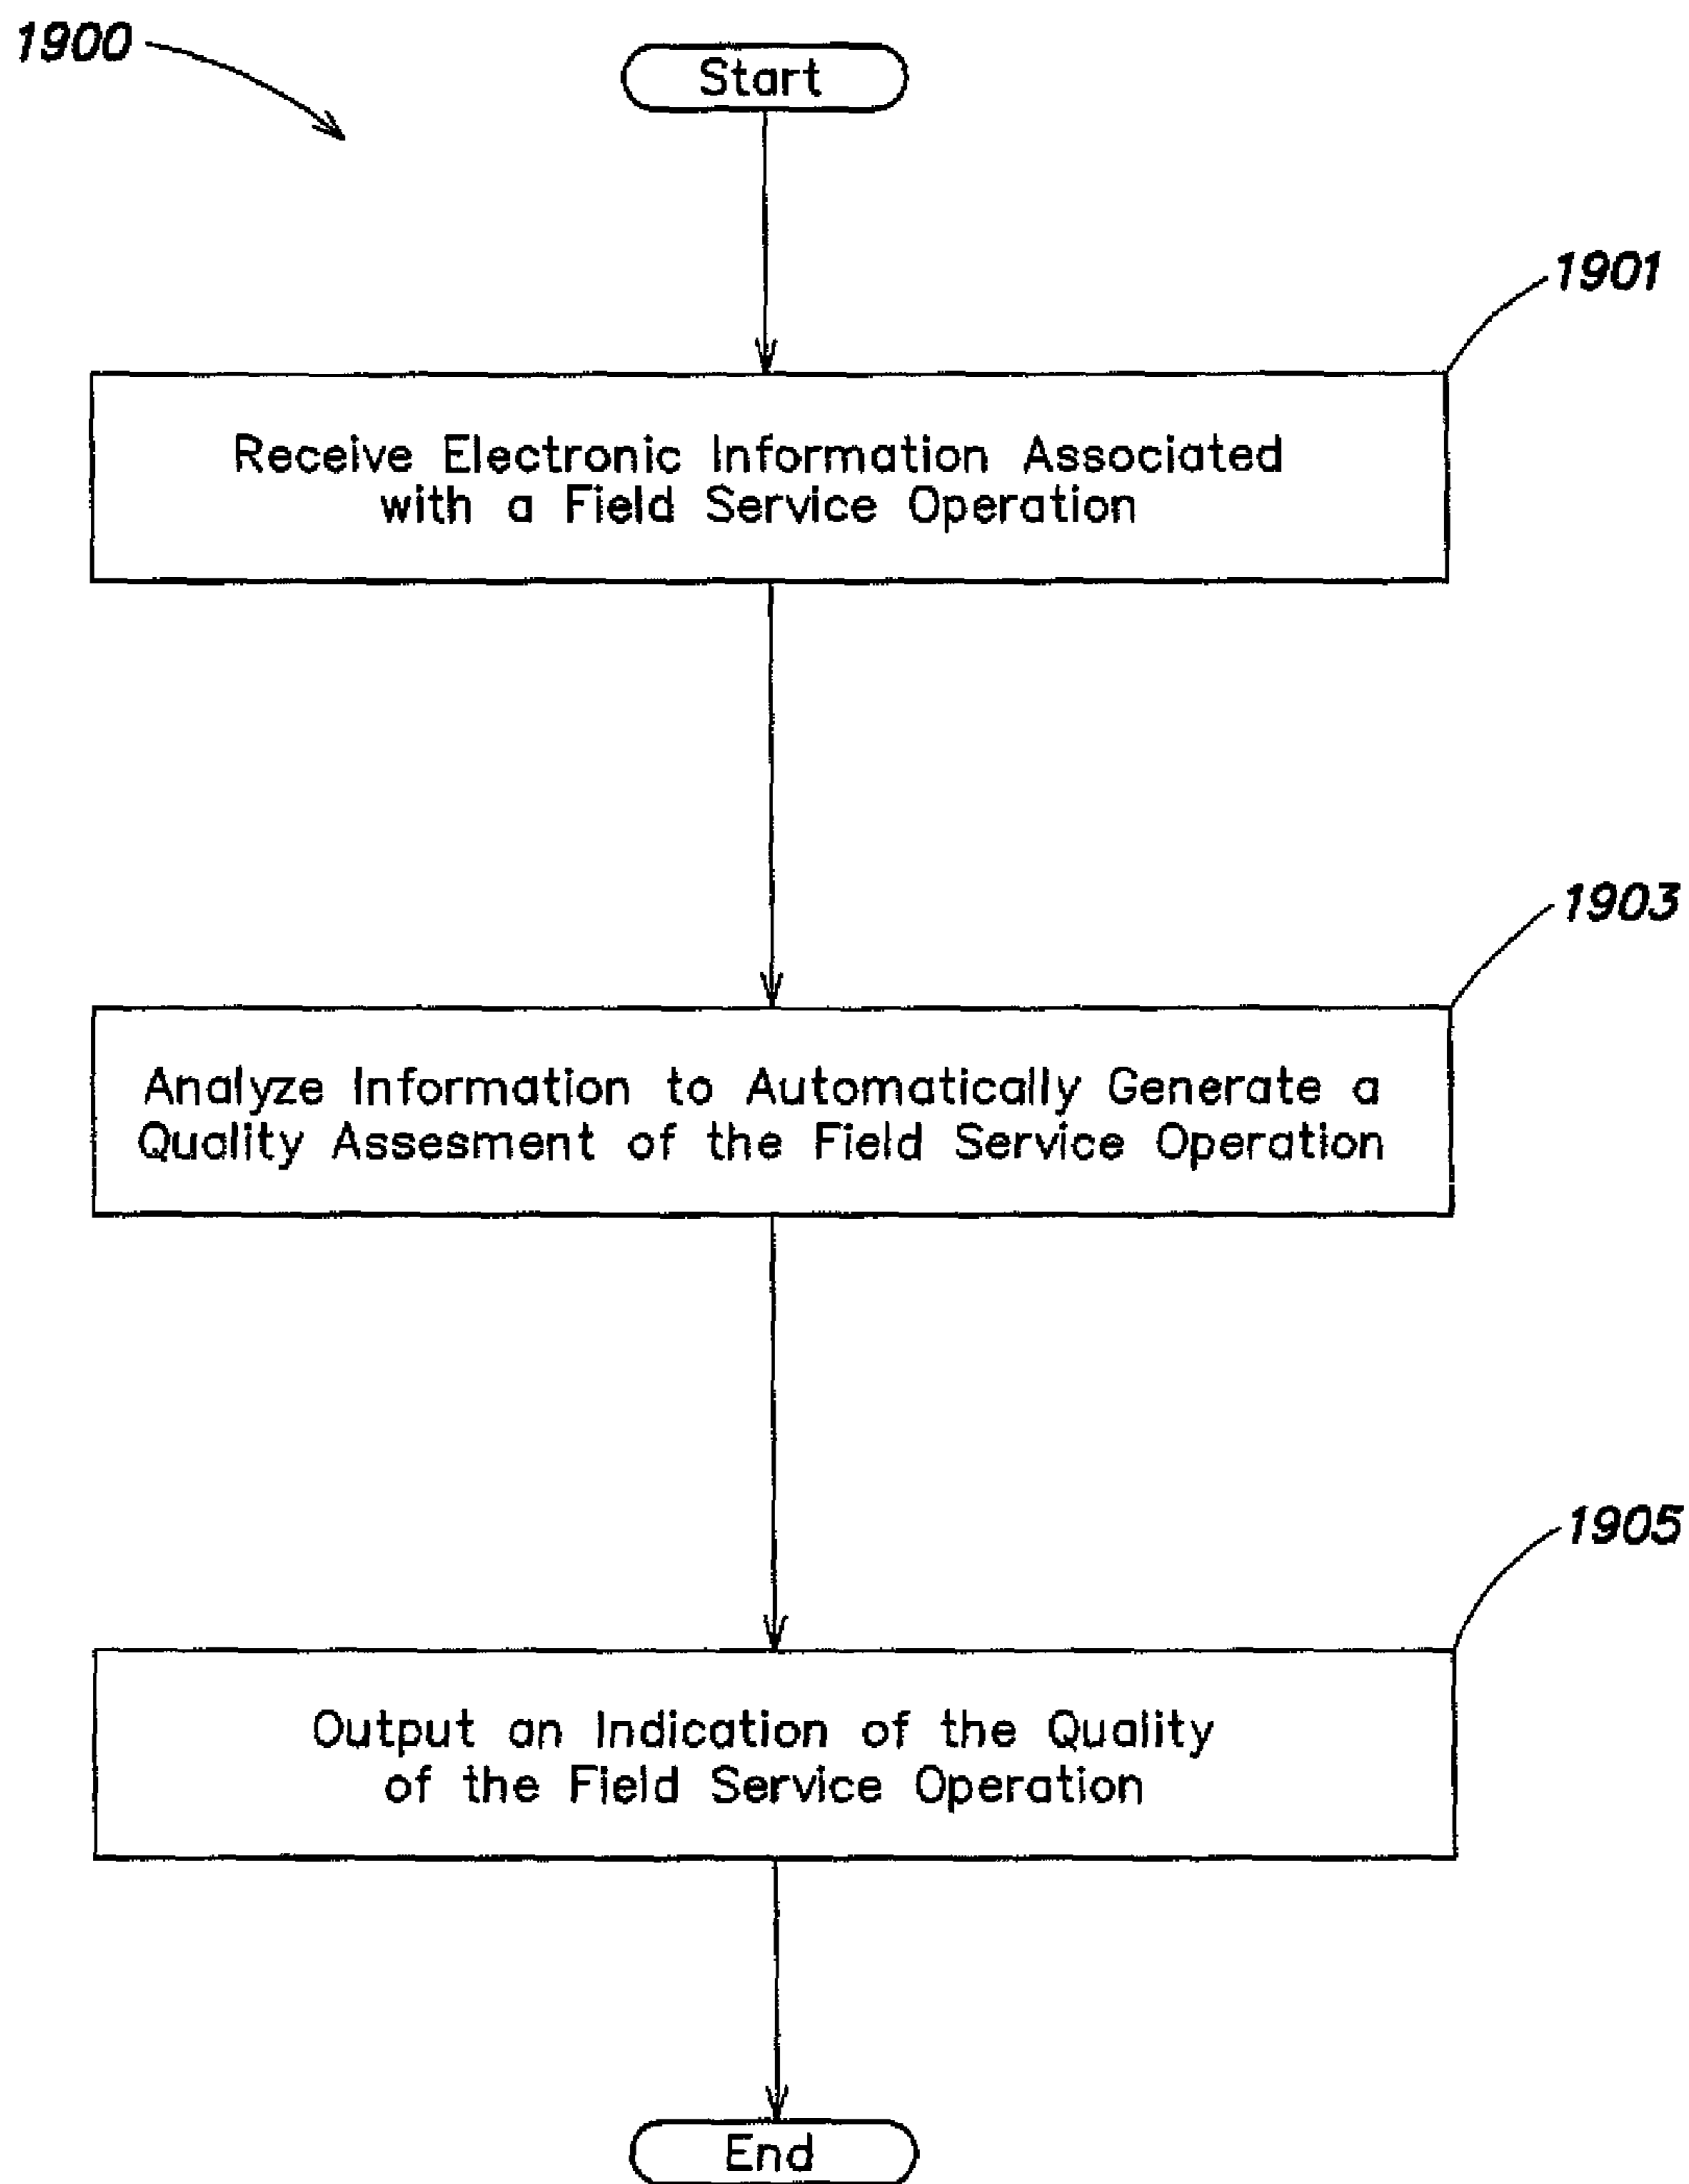 1900
Start
1901
Receive Electronic Information Associated
with a Field Service Operation
1903
Analyze Information to Automatically Generate a
Quality Assesment of the Field Service Operation
1905
Output an Indication of the Quality
of the Field Service Operation
End